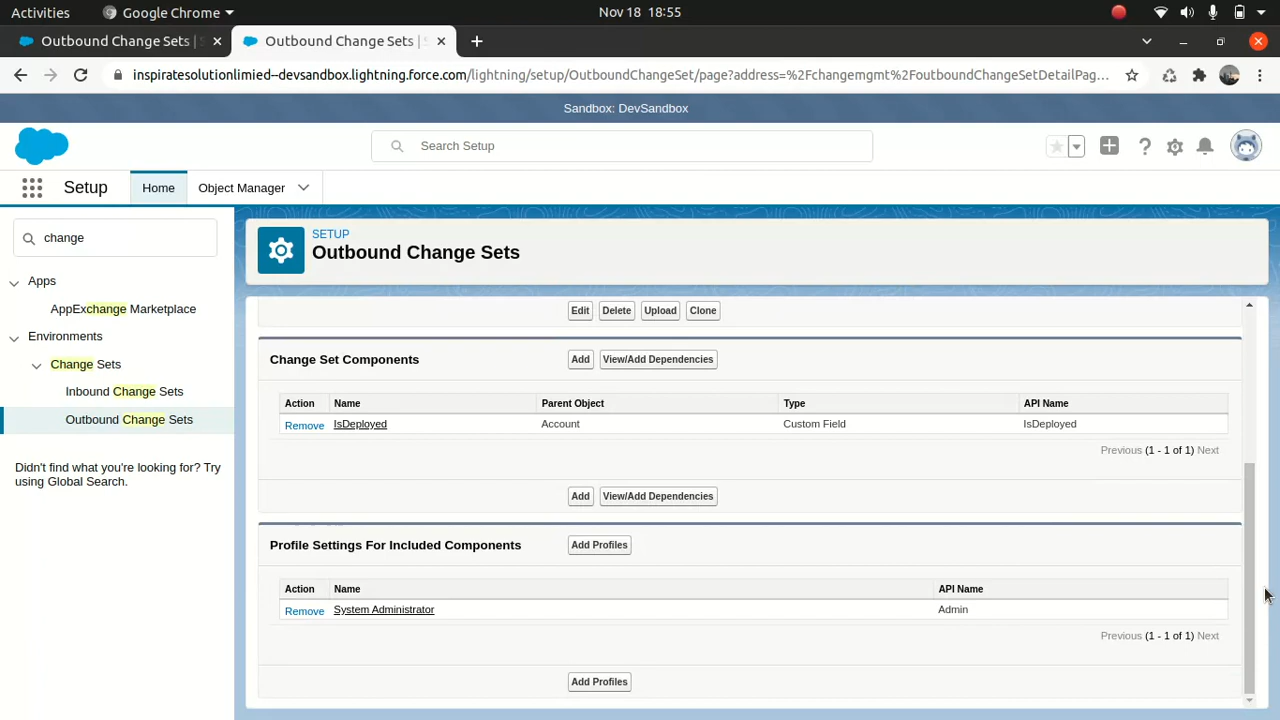 Activities
Google Chrome
Nov 18 18:55
Outbound Change Sets |
Outbound Change Sets |
inspiratesolutionlimied--devsandbox.lightning.force.com/lightning/setup/OutboundChangeSet/page?address=%2Fchangemgmt%2FoutboundChangeSetDetailPag...
Sandbox: DevSandbox
Search Setup
Setup
Home
Object Manager
change
Apps
AppExchange Marketplace
Environments
Change Sets
Inbound Change Sets
Outbound Change Sets
Didn't find what you're looking for? Try
using Global Search.
SETUP
Outbound Change Sets
Edit Delete Upload Clone
Change Set Components Add View/Add Dependencies
Action Name Parent Object Type API Name
Remove IsDeployed Account Custom Field IsDeployed
Previous (1 - 1 of 1) Next
Add View/Add Dependencies
Profile Settings For Included Components Add Profiles
Action Name API Name
Remove System Administrator Admin
Previous (1 - 1 of 1) Next
Add Profiles